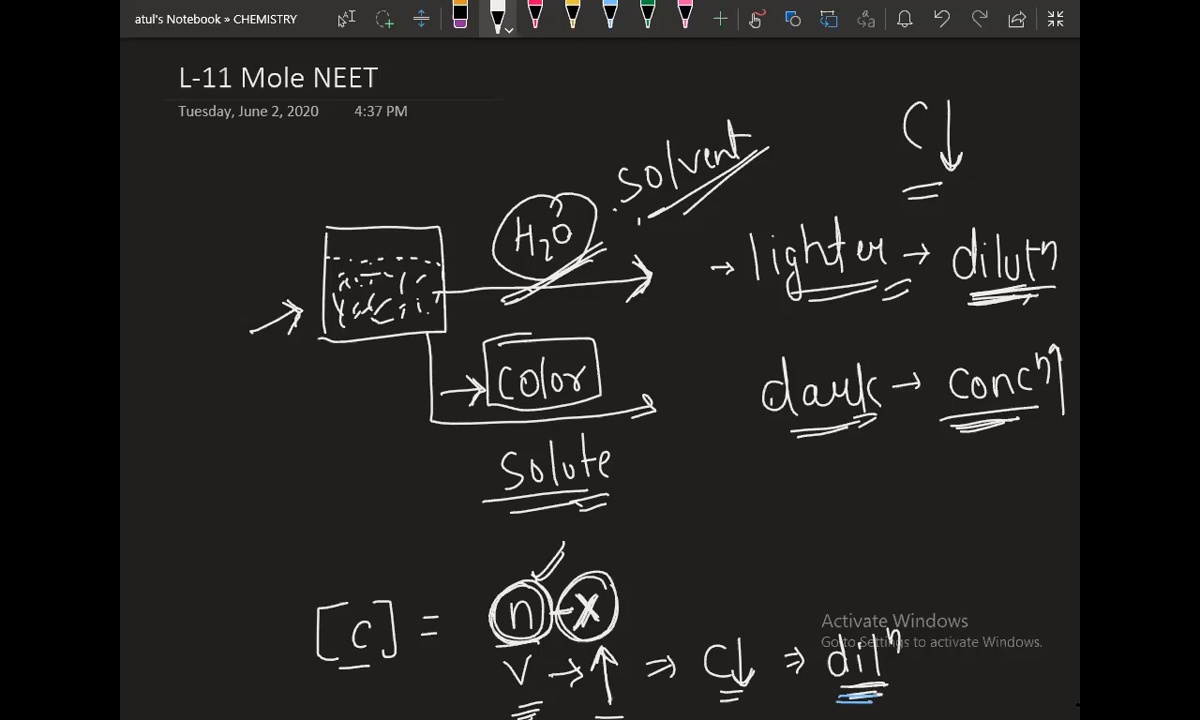 atul's Notebook » CHEMISTRY
L-11 Mole NEET
Tuesday, June 2, 2020 4:37 PM
C↓
solvent
H₂O
→ lighter → dilutⁿ
color
dark → concⁿ↑
solute
[c] = n - x
v → ↑ ⇒ C↓ ⇒ dilⁿ
Activate Windows
Go to Settings to activate Windows.